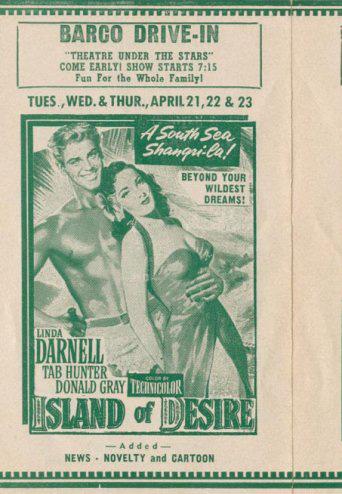 BARCO DRIVE-IN
"THEATRE UNDER THE STARS"
COME EARLY! SHOW STARTS 7:15
Fun For the Whole Family!
TUES., WED. & THUR., APRIL 21, 22 & 23
A South Sea
Shangri-la!
BEYOND YOUR
WILDEST
DREAMS!
LINDA
DARNELL
TAB HUNTER
DONALD GRAY
COLOR BY
TECHNICOLOR
ISLAND of DESIRE
— Added —
NEWS - NOVELTY and CARTOON